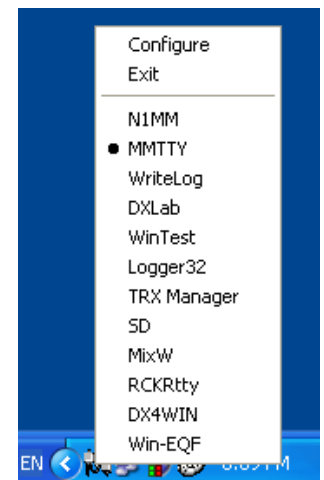 Configure
Exit
N1MM
MMTTY
WriteLog
DXLab
WinTest
Logger32
TRX Manager
SD
MixW
RCKRtty
DX4WIN
Win-EQF
EN